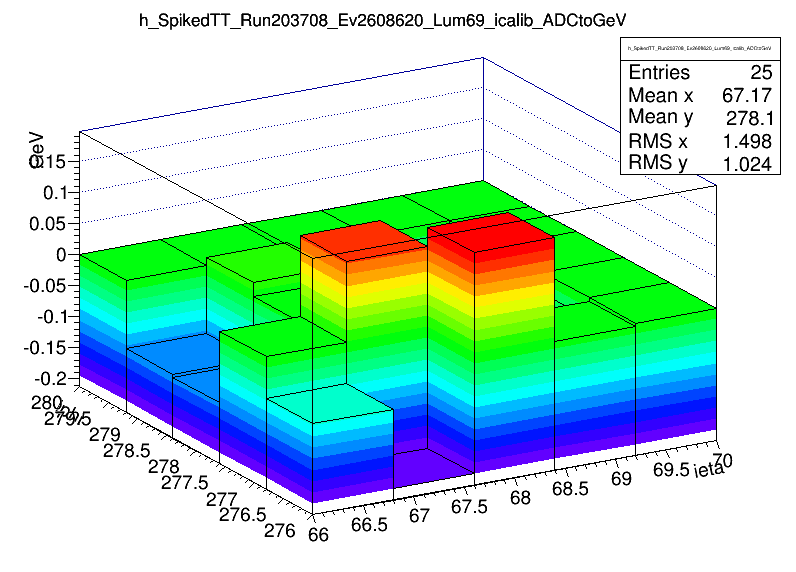 h_SpikedTT_Run203708_Ev2608620_Lum69_icalib_ADCtoGeV
h_SpikedTT_Run203708_Ev2608620_Lum69_icalib_ADCtoGeV
Entries 25
Mean x 67.17
Mean y 278.1
RMS x 1.498
RMS y 1.024
GeV
0.15
0.1
0.05
0
-0.05
-0.1
-0.15
-0.2
280
279.5
279
278.5
278
277.5
277
276.5
276
66
66.5
67
67.5
68
68.5
69
69.5
70
ieta